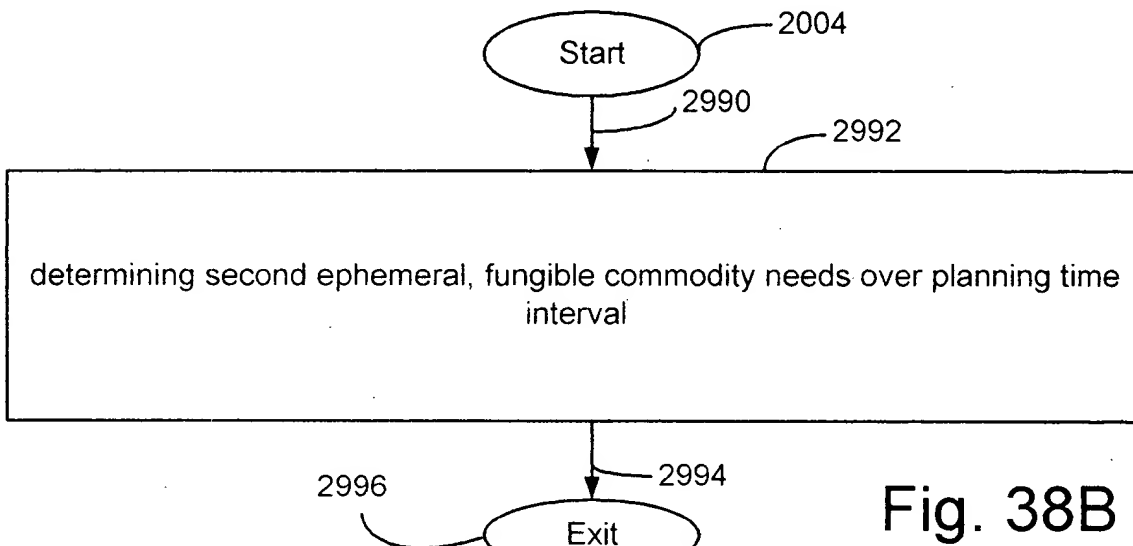 Start
2004
2990
2992
determining second ephemeral, fungible commodity needs over planning time
interval
2994
2996
Exit
Fig. 38B